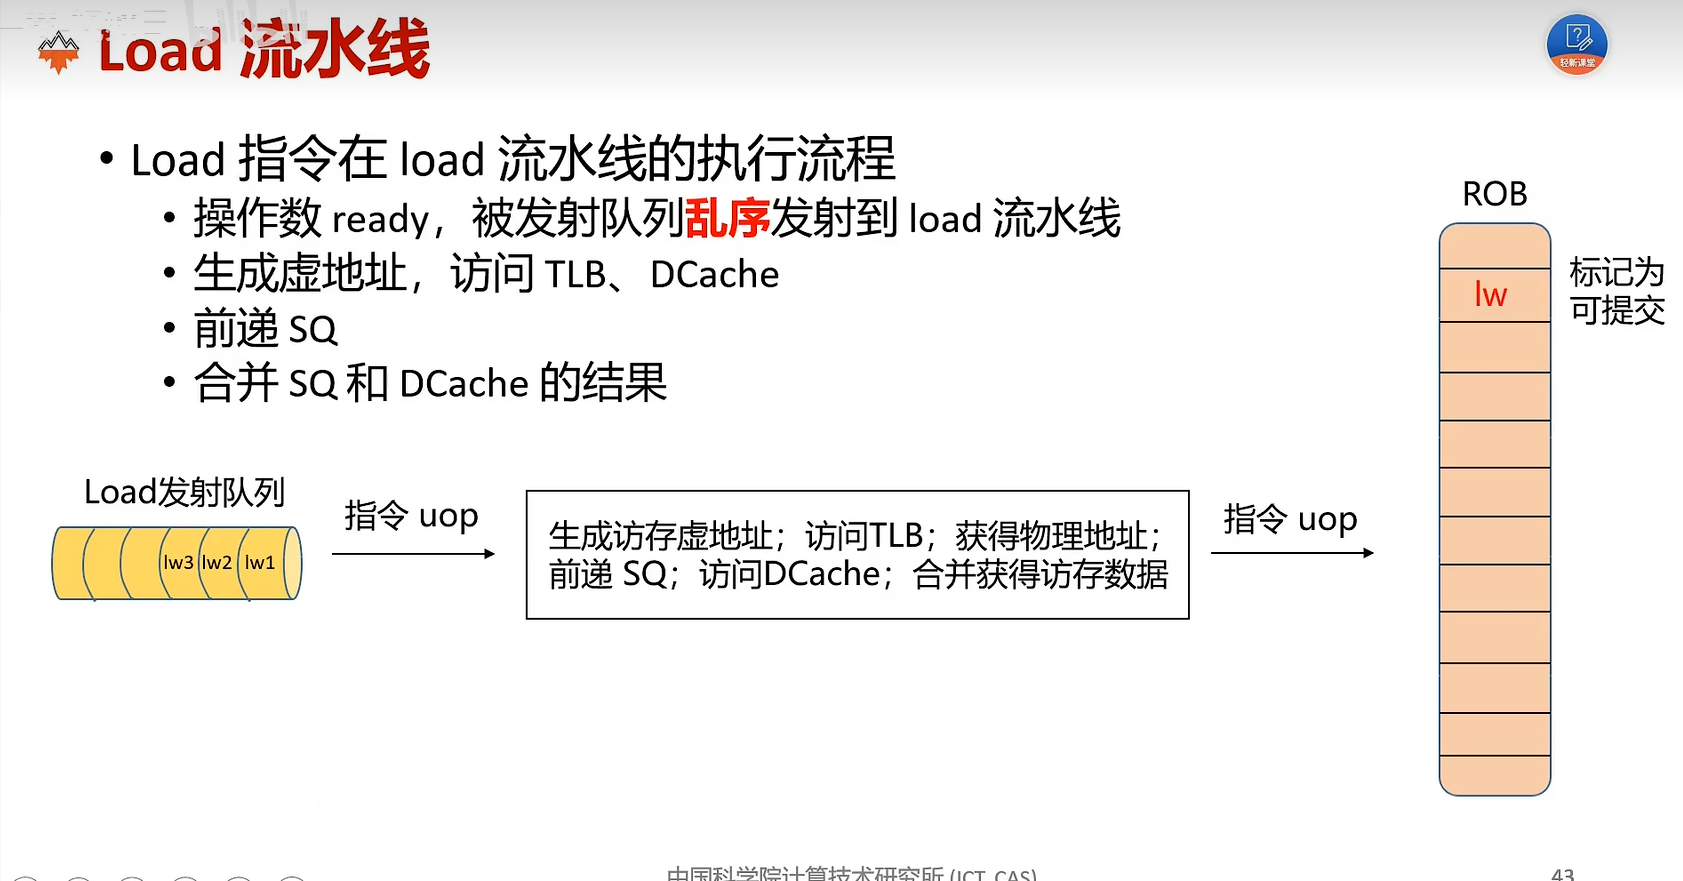 Load 流水线
轻新课堂
• Load 指令在 load 流水线的执行流程
• 操作数 ready，被发射队列乱序发射到 load 流水线
• 生成虚地址，访问 TLB、DCache
• 前递 SQ
• 合并 SQ 和 DCache 的结果
ROB
lw
标记为
可提交
Load发射队列
lw3 lw2 lw1
指令 uop
生成访存虚地址；访问TLB；获得物理地址；
前递 SQ；访问DCache；合并获得访存数据
指令 uop
中国科学院计算技术研究所 (ICT, CAS)
43